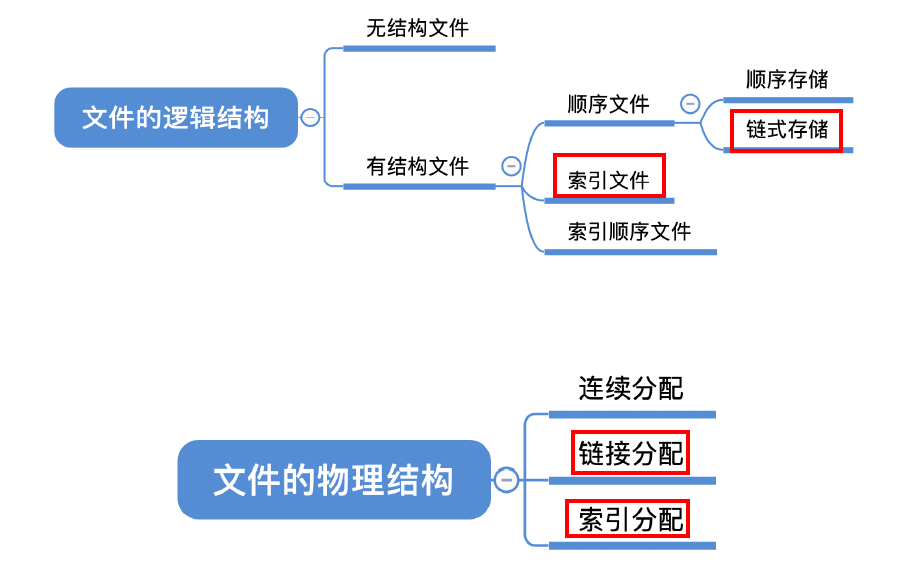 文件的逻辑结构
无结构文件
有结构文件
顺序文件
顺序存储
链式存储
索引文件
索引顺序文件
文件的物理结构
连续分配
链接分配
索引分配